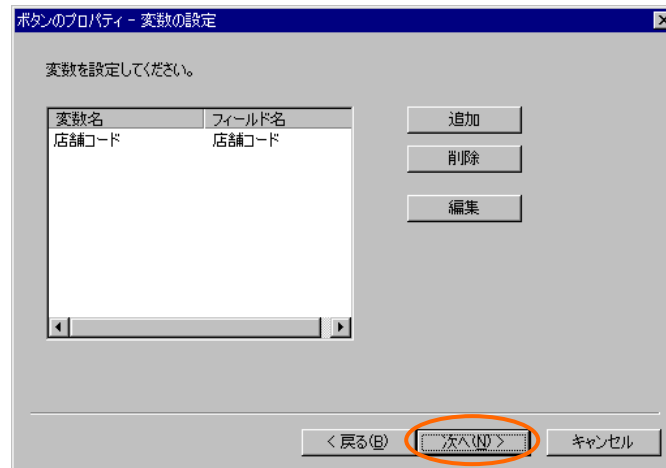 ボタンのプロパティ - 変数の設定
変数を設定してください。
変数名 フィールド名
店舗コード 店舗コード
追加
削除
編集
< 戻る(B) 次へ(N) > キャンセル